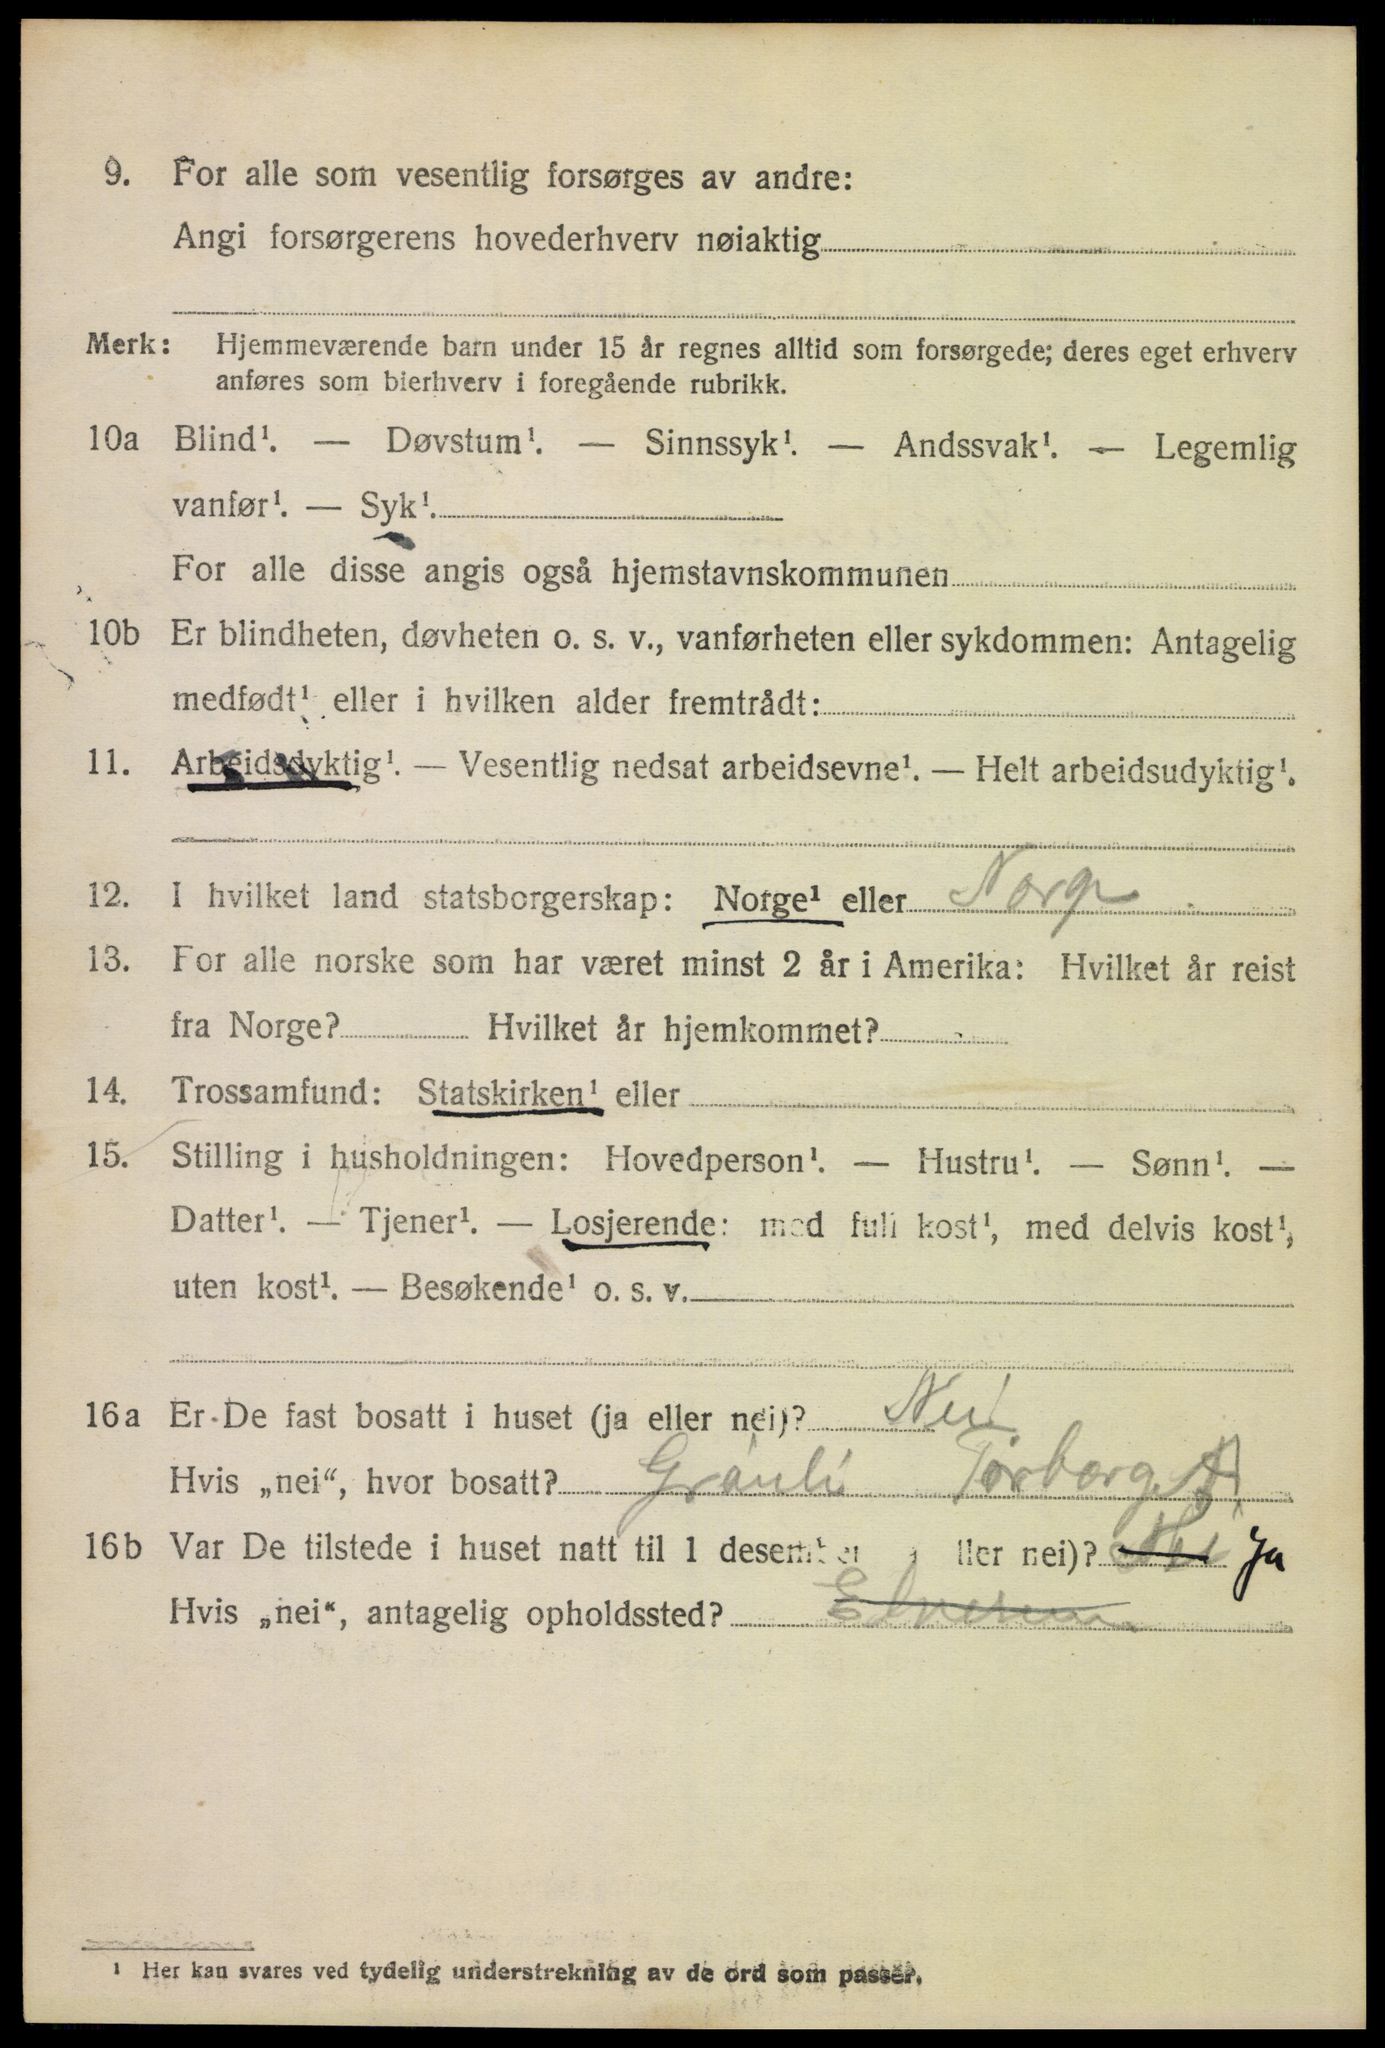 9. For alle som vesentlig forsørges av andre:
Angi forsørgerens hovederhverv nøiaktig
Merk: Hjemmeværende barn under 15 år regnes alltid som forsørgede; deres eget erhverv
anføres som bierhverv i foregående rubrikk.
10a Blind¹. — Døvstum¹. — Sinnssyk¹. — Andssvak¹. — Legemlig
vanfør¹. — Syk¹.
For alle disse angis også hjemstavnskommunen
10b Er blindheten, døvheten o. s. v., vanførheten eller sykdommen: Antagelig
medfødt¹ eller i hvilken alder fremtrådt:
11. Arbeidsdyktig¹. — Vesentlig nedsat arbeidsevne¹. — Helt arbeidsudyktig¹.
12. I hvilket land statsborgerskap: Norge¹ eller Norge
13. For alle norske som har været minst 2 år i Amerika: Hvilket år reist
fra Norge? Hvilket år hjemkommet?
14. Trossamfund: Statskirken¹ eller
15. Stilling i husholdningen: Hovedperson¹. — Hustru¹. — Sønn¹. —
Datter¹. — Tjener¹. — Losjerende: med full kost¹, med delvis kost¹,
uten kost¹. — Besøkende¹ o. s. v.
16a Er De fast bosatt i huset (ja eller nei)? Nei
Hvis „nei“, hvor bosatt? Grønli
16b Var De tilstede i huset natt til 1 desember ller nei)? Nei ja
Hvis „nei“, antagelig opholdssted? Elverum
¹ Her kan svares ved tydelig understrekning av de ord som passer.